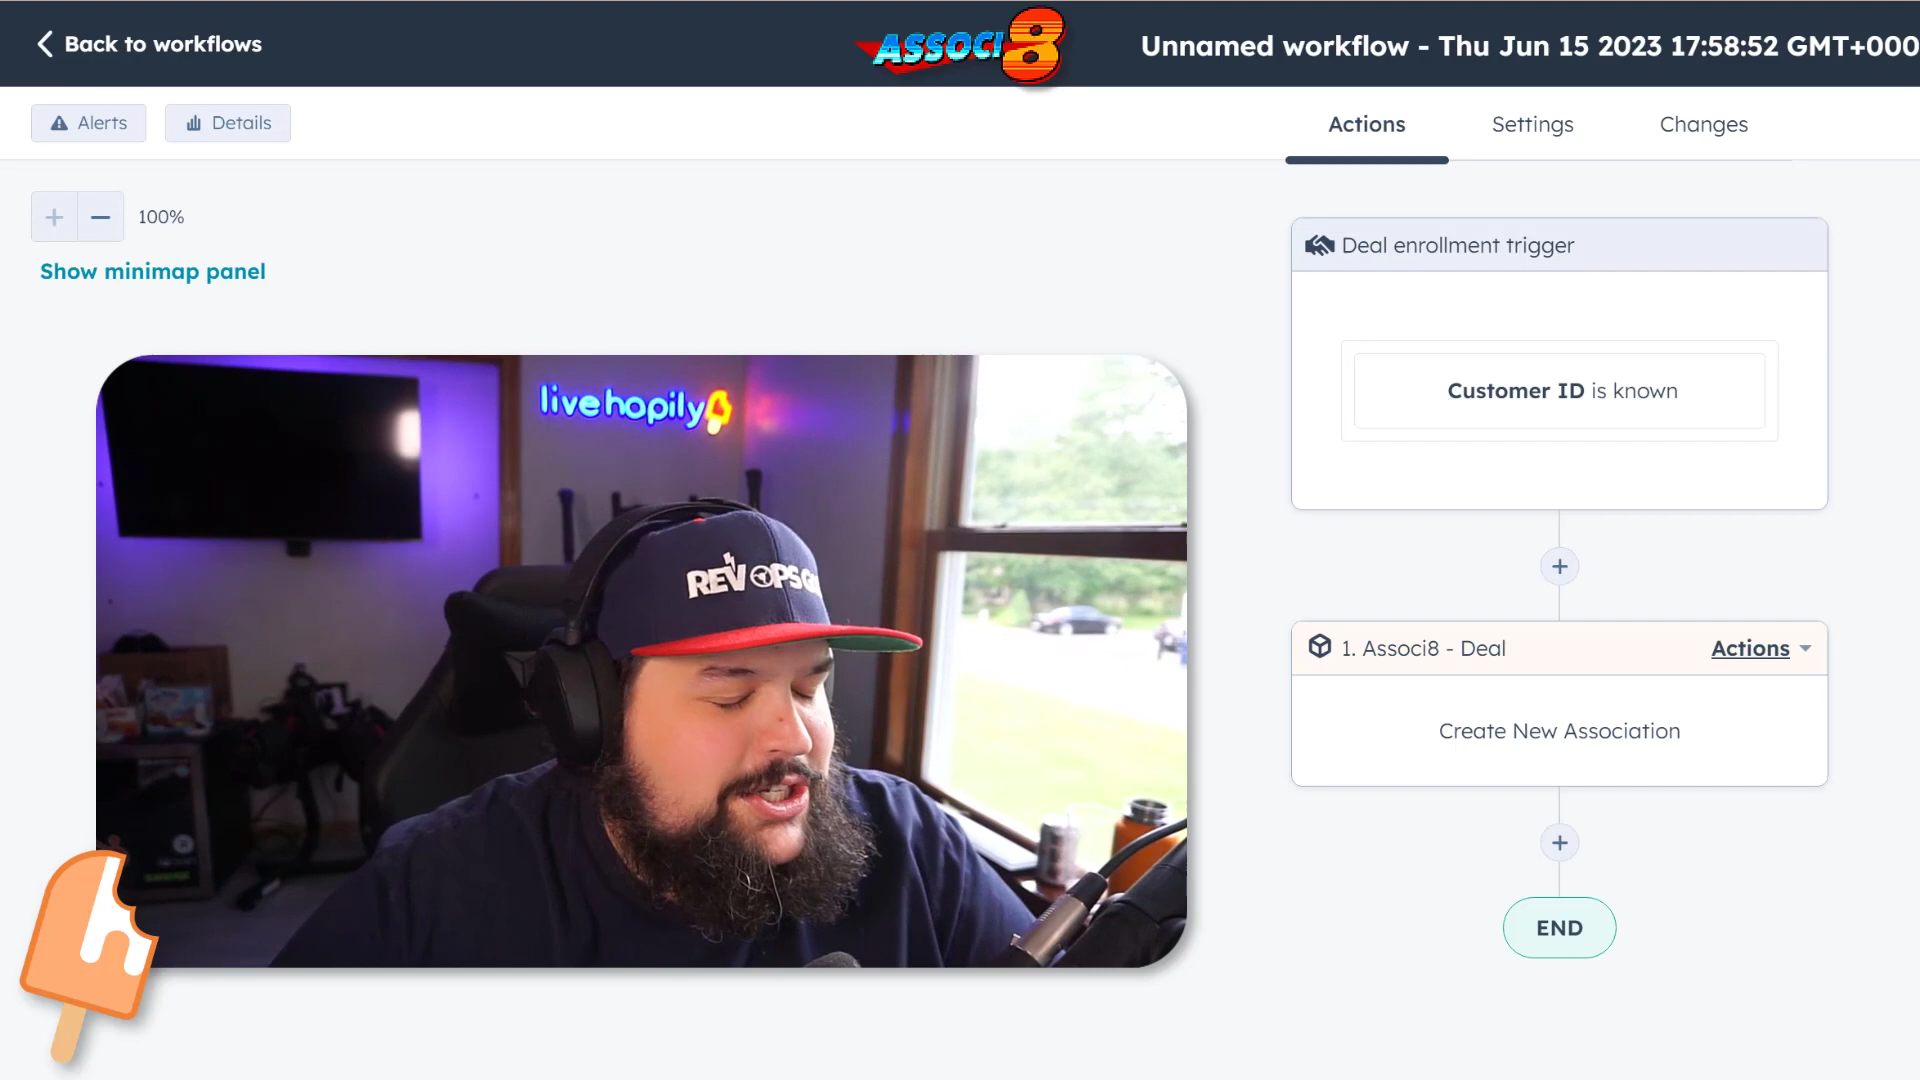 Back to workflows
ASSOCI8
Unnamed workflow - Thu Jun 15 2023 17:58:52 GMT+000
Alerts
Details
Actions
Settings
Changes
100%
Show minimap panel
livehopily
REV OPS
Deal enrollment trigger
Customer ID is known
1. Associ8 - Deal
Actions
Create New Association
END